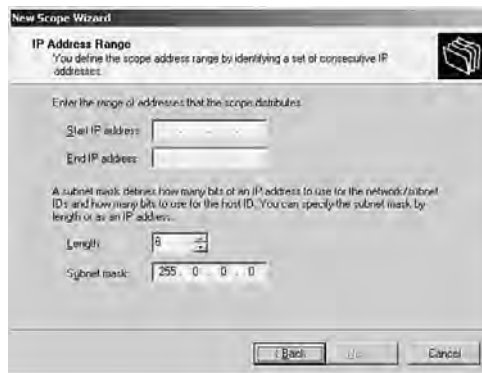 New Scope Wizard
IP Address Range
You define the scope address range by identifying a set of consecutive IP
addresses.
Enter the range of addresses that the scope distributes.
Start IP address:
End IP address:
A subnet mask defines how many bits of an IP address to use for the network/subnet
IDs and how many bits to use for the host ID. You can specify the subnet mask by
length or as an IP address.
Length: 8
Subnet mask: 255 . 0 . 0 . 0
< Back Cancel